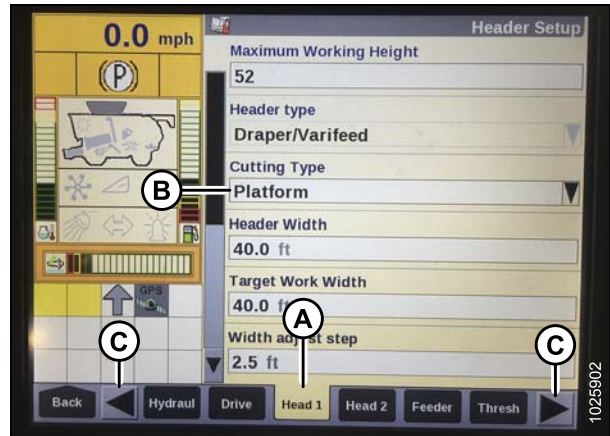 0.0 mph
Header Setup
(P)
Maximum Working Height
52
Header type
Draper/Varifeed
Cutting Type
B
Platform
Header Width
40.0 ft
Target Work Width
40.0 ft
GPS
A
Width adjust step
2.5 ft
C
C
Back
Hydraul
Drive
Head 1
Head 2
Feeder
Thresh
1025902